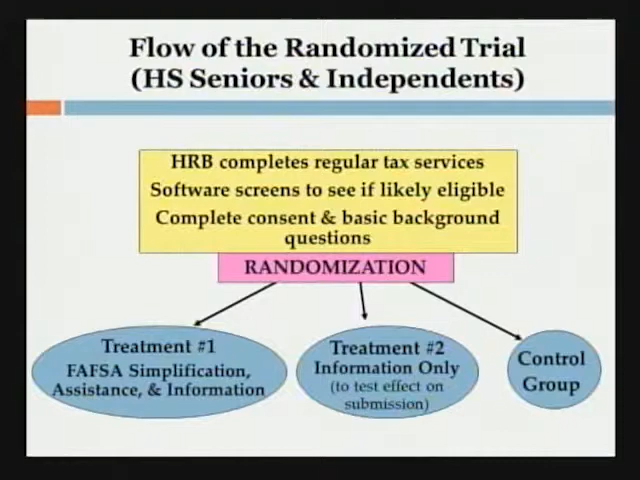 Flow of the Randomized Trial
(HS Seniors & Independents)
HRB completes regular tax services
Software screens to see if likely eligible
Complete consent & basic background
questions
RANDOMIZATION
Treatment #1
FAFSA Simplification,
Assistance, & Information
Treatment #2
Information Only
(to test effect on
submission)
Control
Group